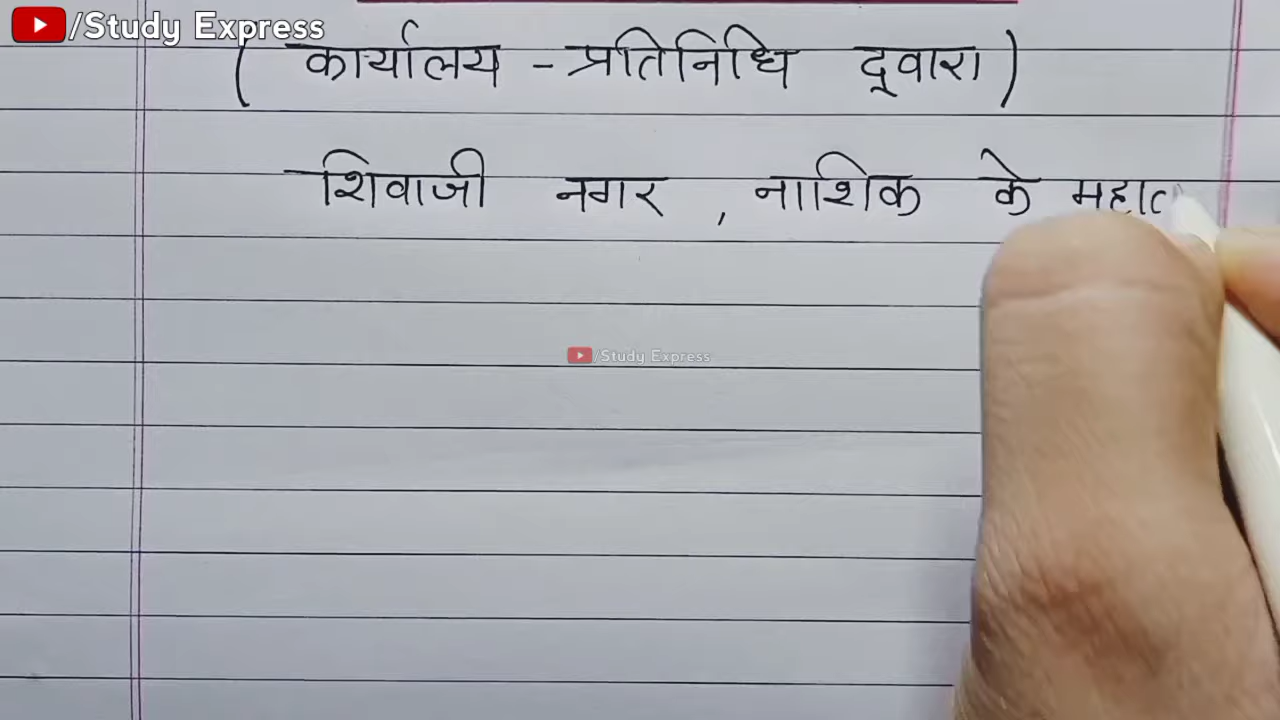 /Study Express
( कार्यालय - प्रतिनिधि द्वारा )
शिवाजी नगर , नाशिक के
/Study Express